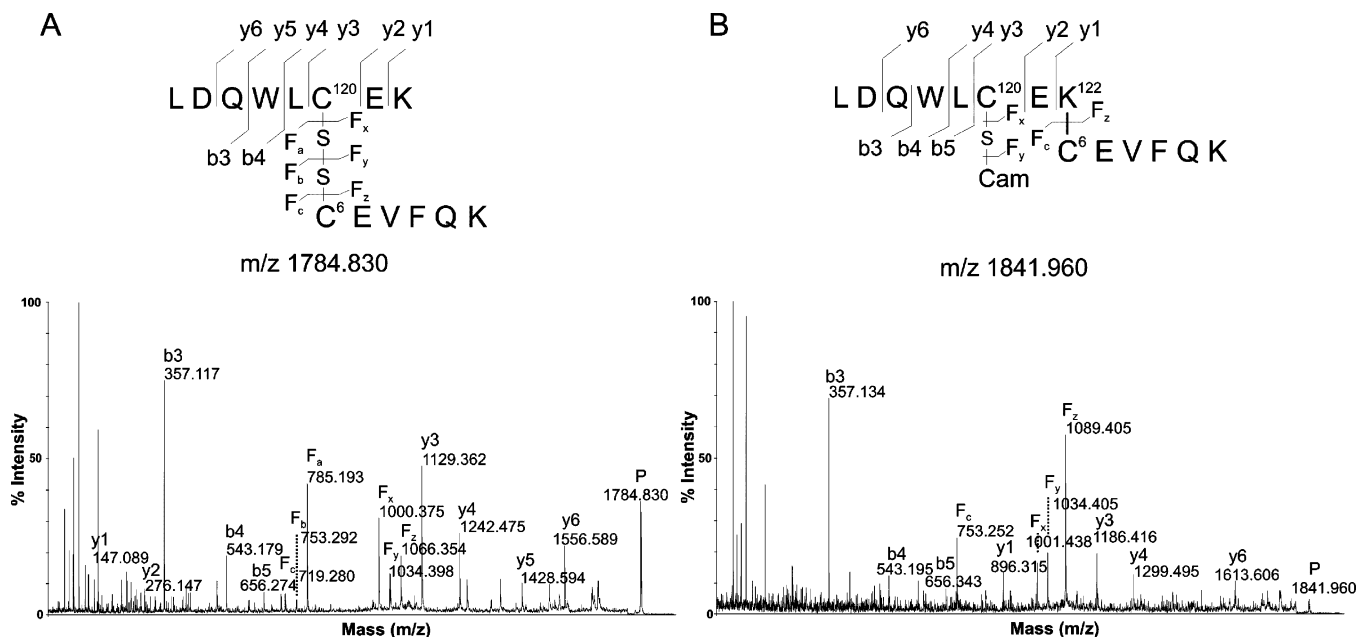 A
y6 y5 y4 y3 y2 y1
L D Q W L C120 E K
b3 b4
Fa S Fx
Fb S Fy
Fc Fz
C6 E V F Q K
m/z 1784.830
100
50
0
% Intensity
Mass (m/z)
y1 147.089
y2 276.147
b3 357.117
b4 543.179
b5 656.274
Fc 719.280
Fb 753.292
Fa 785.193
Fx 1000.375
Fy 1034.398
Fz 1066.354
y3 1129.362
y4 1242.475
y5 1428.594
y6 1556.589
P 1784.830
B
y6 y4 y3 y2 y1
L D Q W L C120 E K122
b3 b4 b5
S Fx
Fy
Cam
Fc Fz
C6 E V F Q K
m/z 1841.960
100
50
0
% Intensity
Mass (m/z)
b3 357.134
b4 543.195
b5 656.343
Fc 753.252
y1 896.315
Fx 1001.438
Fy 1034.405
Fz 1089.405
y3 1186.416
y4 1299.495
y6 1613.606
P 1841.960